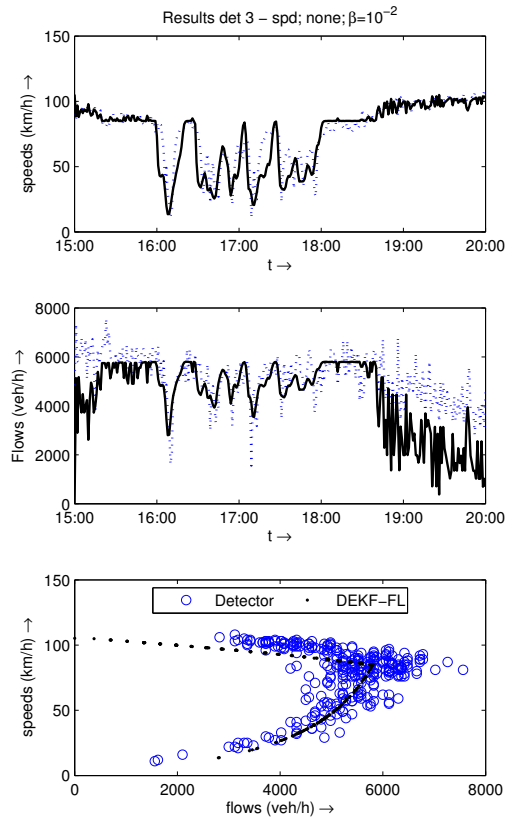 Results det 3 − spd; none; β=10⁻²
150
100
50
0
speeds (km/h) →
15:00 16:00 17:00 18:00 19:00 20:00
t →
8000
6000
4000
2000
0
Flows (veh/h) →
15:00 16:00 17:00 18:00 19:00 20:00
t →
150
100
50
0
speeds (km/h) →
Detector DEKF−FL
0 2000 4000 6000 8000
flows (veh/h) →